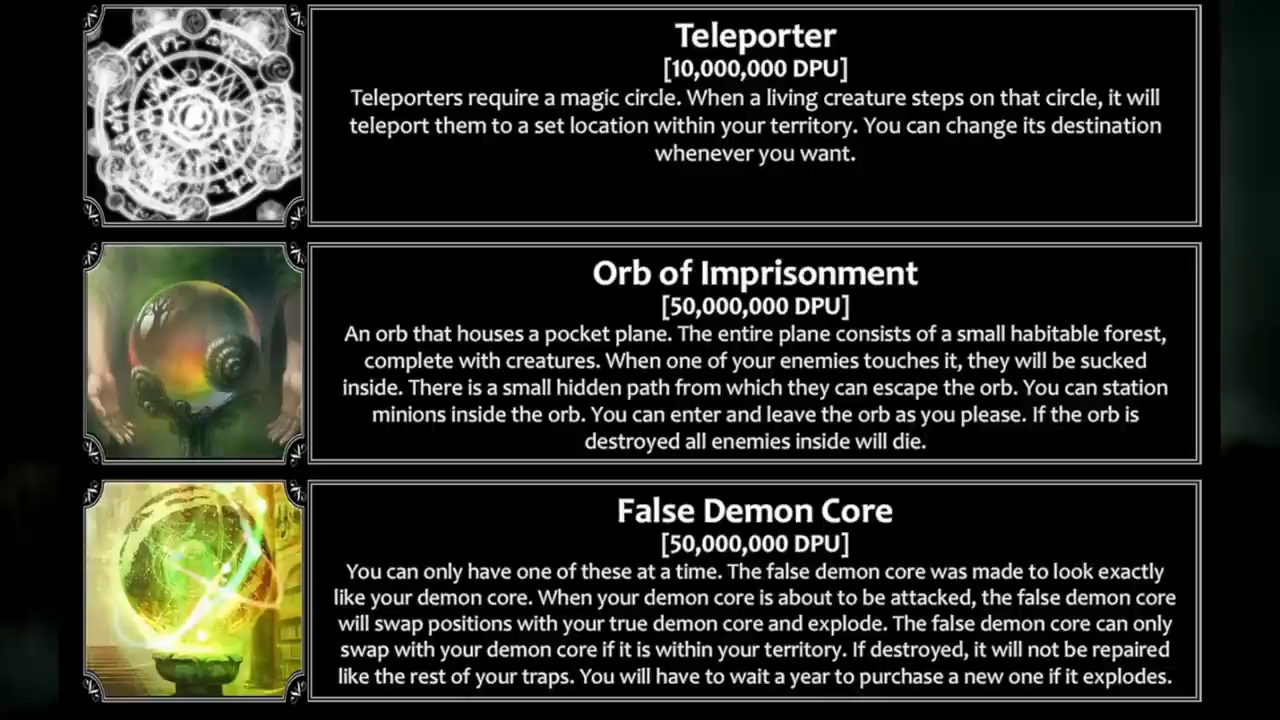 Teleporter
[10,000,000 DPU]
Teleporters require a magic circle. When a living creature steps on that circle, it will
teleport them to a set location within your territory. You can change its destination
whenever you want.
Orb of Imprisonment
[50,000,000 DPU]
An orb that houses a pocket plane. The entire plane consists of a small habitable forest,
complete with creatures. When one of your enemies touches it, they will be sucked
inside. There is a small hidden path from which they can escape the orb. You can station
minions inside the orb. You can enter and leave the orb as you please. If the orb is
destroyed all enemies inside will die.
False Demon Core
[50,000,000 DPU]
You can only have one of these at a time. The false demon core was made to look exactly
like your demon core. When your demon core is about to be attacked, the false demon core
will swap positions with your true demon core and explode. The false demon core can only
swap with your demon core if it is within your territory. If destroyed, it will not be repaired
like the rest of your traps. You will have to wait a year to purchase a new one if it explodes.